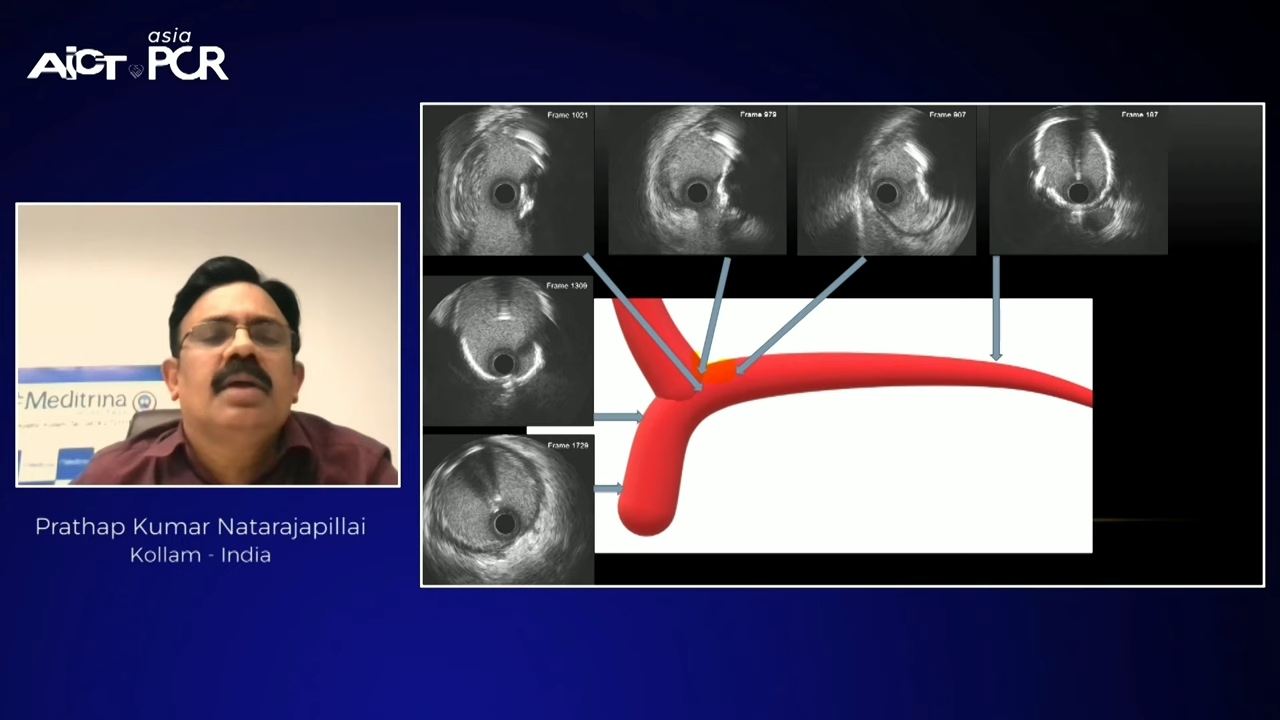 asia
AICT PCR
Frame 1021
Frame 979
Frame 907
Frame 187
Frame 1309
Frame 1729
Meditrina
Prathap Kumar Natarajapillai
Kollam - India